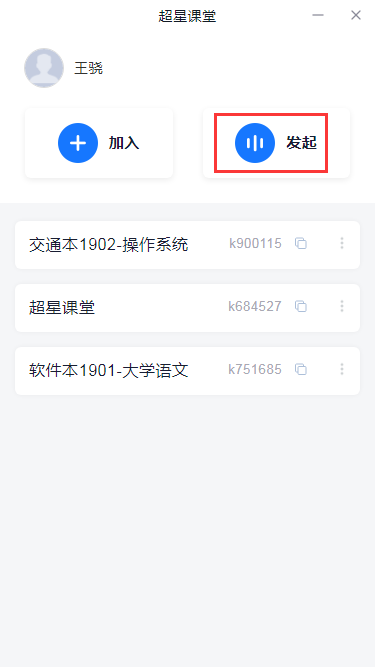 超星课堂
王骁
加入 发起
交通本1902-操作系统 k900115
超星课堂 k684527
软件本1901-大学语文 k751685